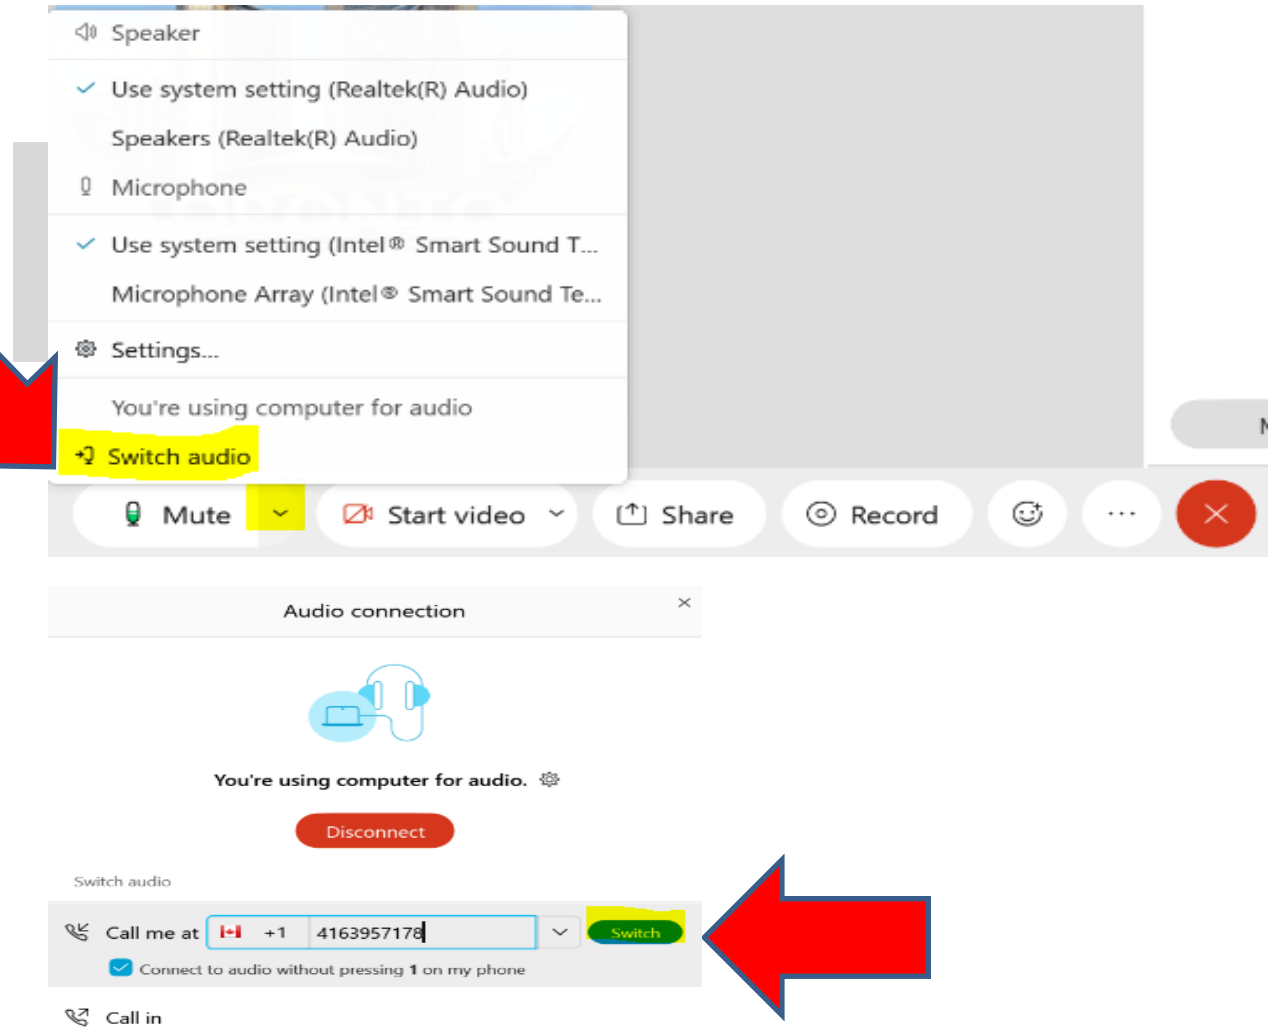 Speaker
Use system setting (Realtek(R) Audio)
Speakers (Realtek(R) Audio)
Microphone
Use system setting (Intel® Smart Sound T...
Microphone Array (Intel® Smart Sound Te...
Settings...
You're using computer for audio
Switch audio
Mute
Start video
Share
Record
Audio connection
You're using computer for audio.
Disconnect
Switch audio
Call me at +1 4163957178 Switch
Connect to audio without pressing 1 on my phone
Call in